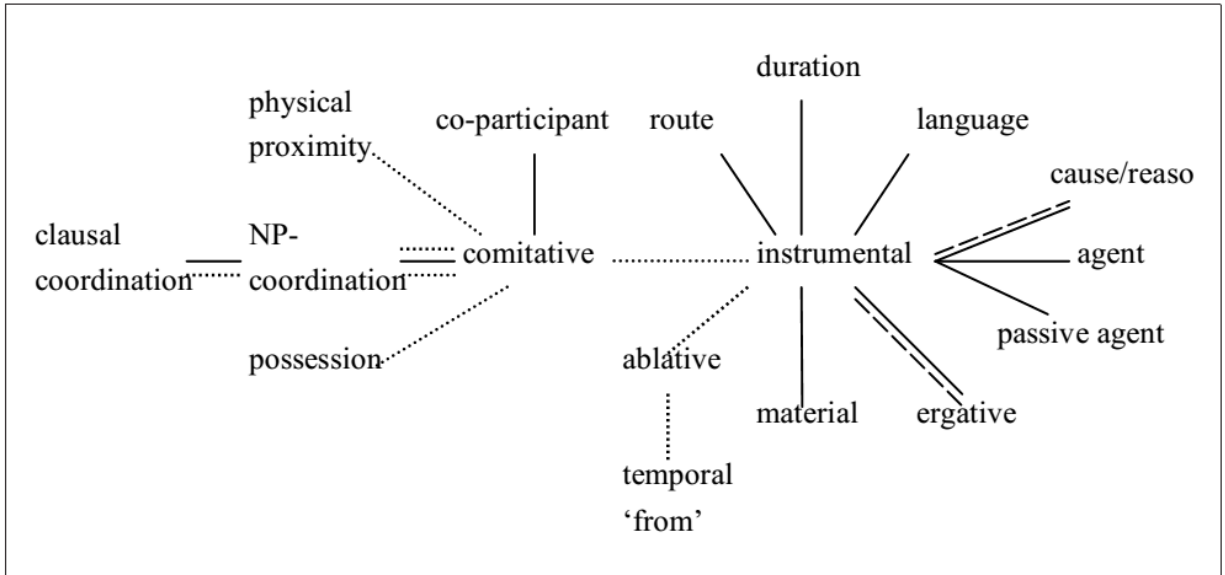 duration
physical
proximity
co-participant
route
language
cause/reaso
clausal
coordination
NP-
coordination
comitative
instrumental
agent
passive agent
possession
ablative
material
ergative
temporal
‘from’